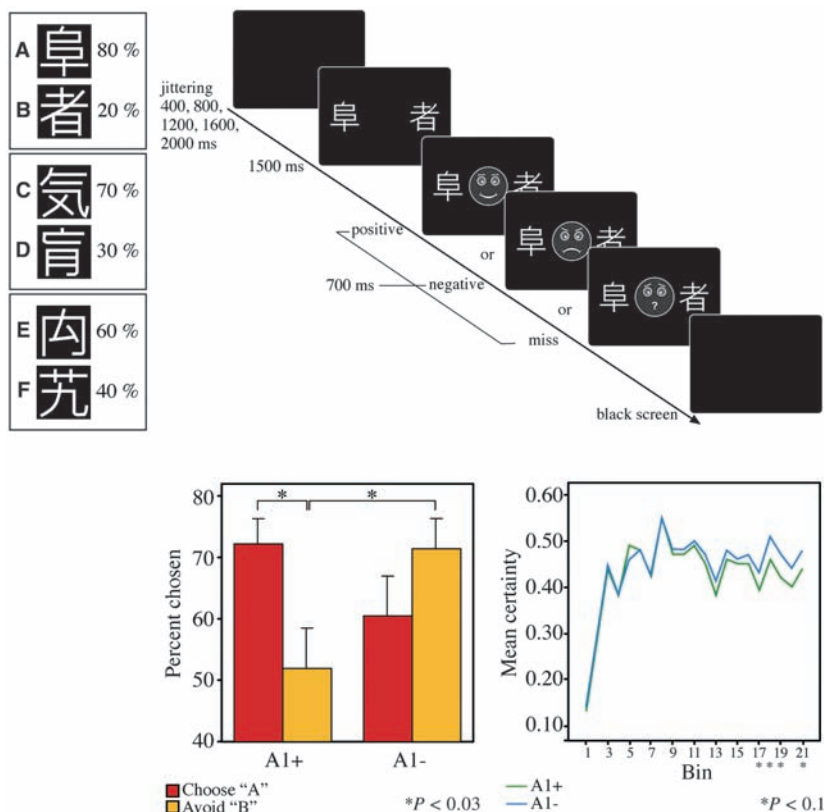 A 阜 80 %
B 者 20 %
C 気 70 %
D 肓 30 %
E 禸 60 %
F 艽 40 %
jittering
400, 800,
1200, 1600,
2000 ms
阜 者
1500 ms
阜 者
positive
or
阜 者
700 ms
negative
or
阜 ? 者
miss
black screen
80
70
60
50
40
Percent chosen
* *
A1+ A1-
Choose "A"
Avoid "B"
*P < 0.03
0.60
0.50
0.40
0.30
0.20
0.10
Mean certainty
1 3 5 7 9 11 13 15 17 19 21
* * * *
Bin
A1+
A1-
*P < 0.1